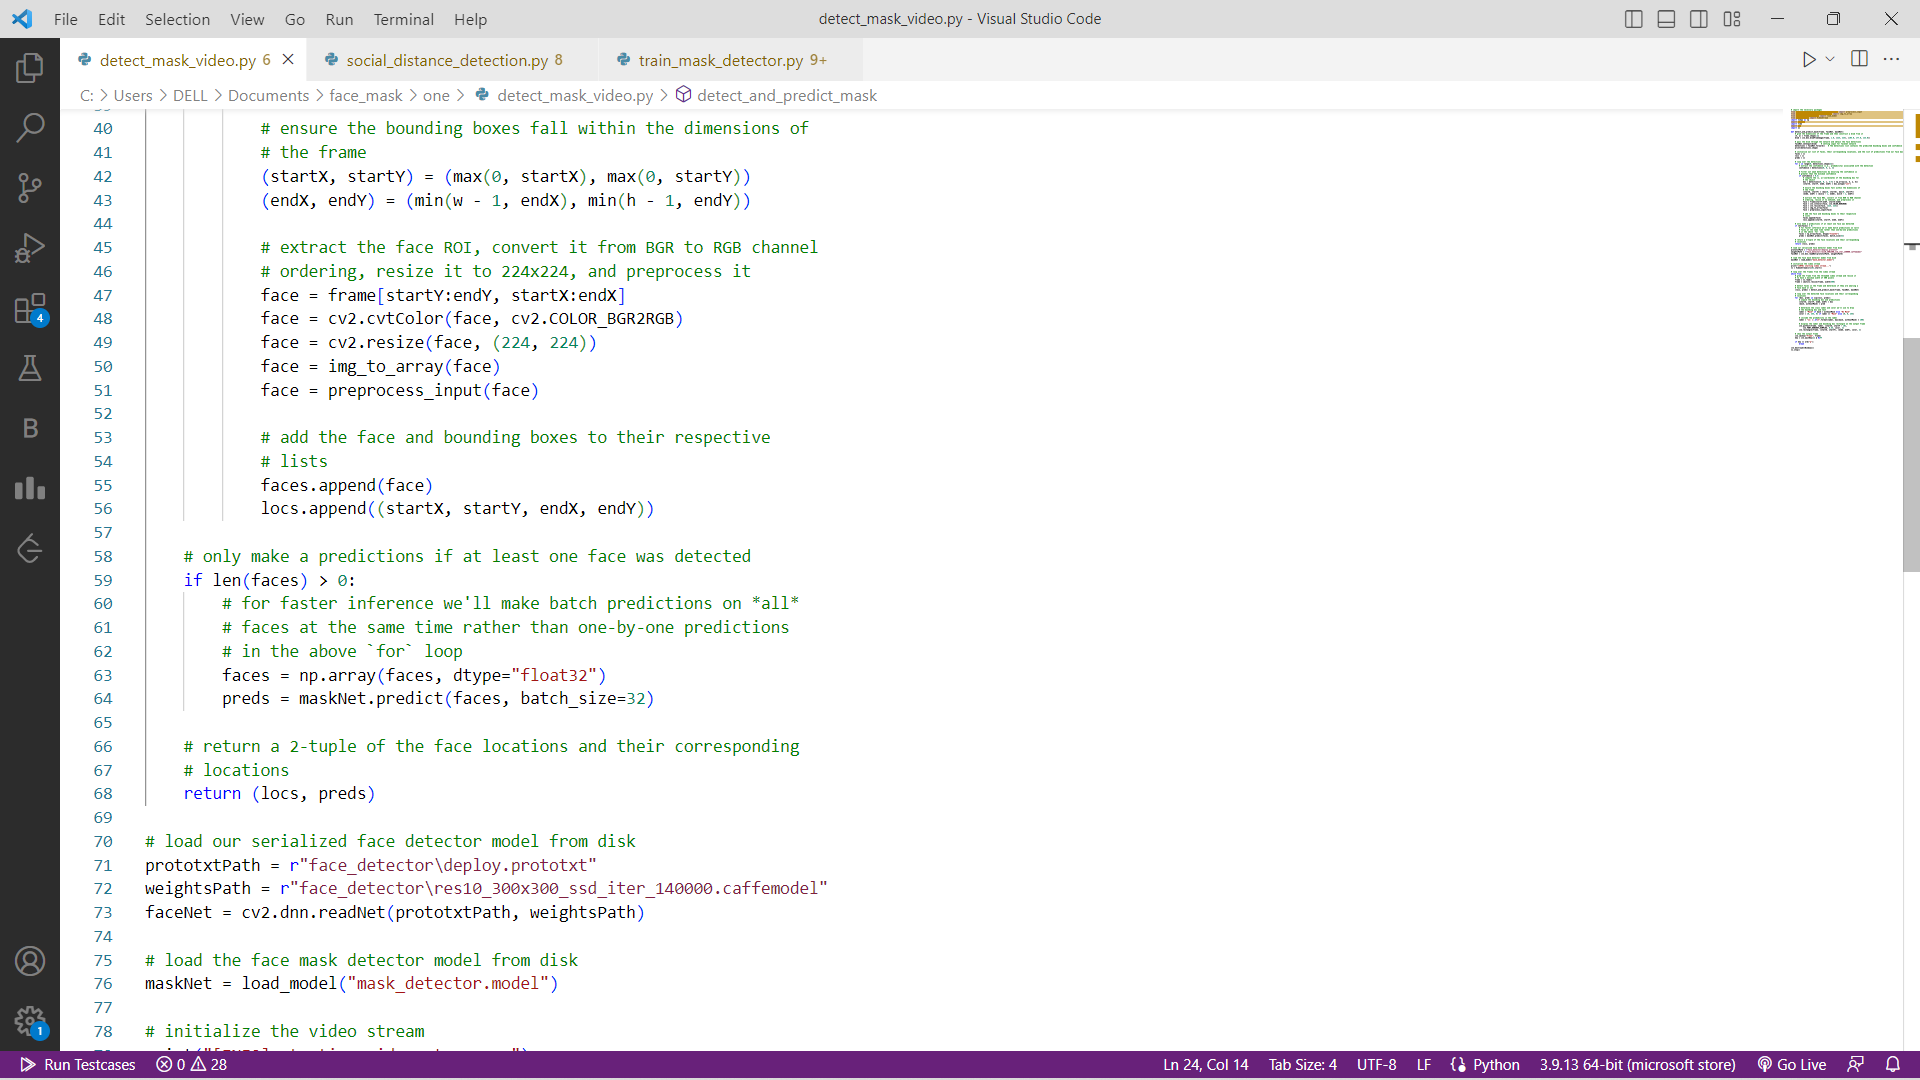 File Edit Selection View Go Run Terminal Help
detect_mask_video.py - Visual Studio Code
detect_mask_video.py 6
social_distance_detection.py 8
train_mask_detector.py 9+
C: > Users > DELL > Documents > face_mask > one > detect_mask_video.py > detect_and_predict_mask
40 # ensure the bounding boxes fall within the dimensions of
41 # the frame
42 (startX, startY) = (max(0, startX), max(0, startY))
43 (endX, endY) = (min(w - 1, endX), min(h - 1, endY))
44
45 # extract the face ROI, convert it from BGR to RGB channel
46 # ordering, resize it to 224x224, and preprocess it
47 face = frame[startY:endY, startX:endX]
48 face = cv2.cvtColor(face, cv2.COLOR_BGR2RGB)
49 face = cv2.resize(face, (224, 224))
50 face = img_to_array(face)
51 face = preprocess_input(face)
52
53 # add the face and bounding boxes to their respective
54 # lists
55 faces.append(face)
56 locs.append((startX, startY, endX, endY))
57
58 # only make a predictions if at least one face was detected
59 if len(faces) > 0:
60 # for faster inference we'll make batch predictions on *all*
61 # faces at the same time rather than one-by-one predictions
62 # in the above `for` loop
63 faces = np.array(faces, dtype="float32")
64 preds = maskNet.predict(faces, batch_size=32)
65
66 # return a 2-tuple of the face locations and their corresponding
67 # locations
68 return (locs, preds)
69
70 # load our serialized face detector model from disk
71 prototxtPath = r"face_detector\deploy.prototxt"
72 weightsPath = r"face_detector\res10_300x300_ssd_iter_140000.caffemodel"
73 faceNet = cv2.dnn.readNet(prototxtPath, weightsPath)
74
75 # load the face mask detector model from disk
76 maskNet = load_model("mask_detector.model")
77
78 # initialize the video stream
4
B
1
Run Testcases 0 28
Ln 24, Col 14 Tab Size: 4 UTF-8 LF Python 3.9.13 64-bit (microsoft store) Go Live